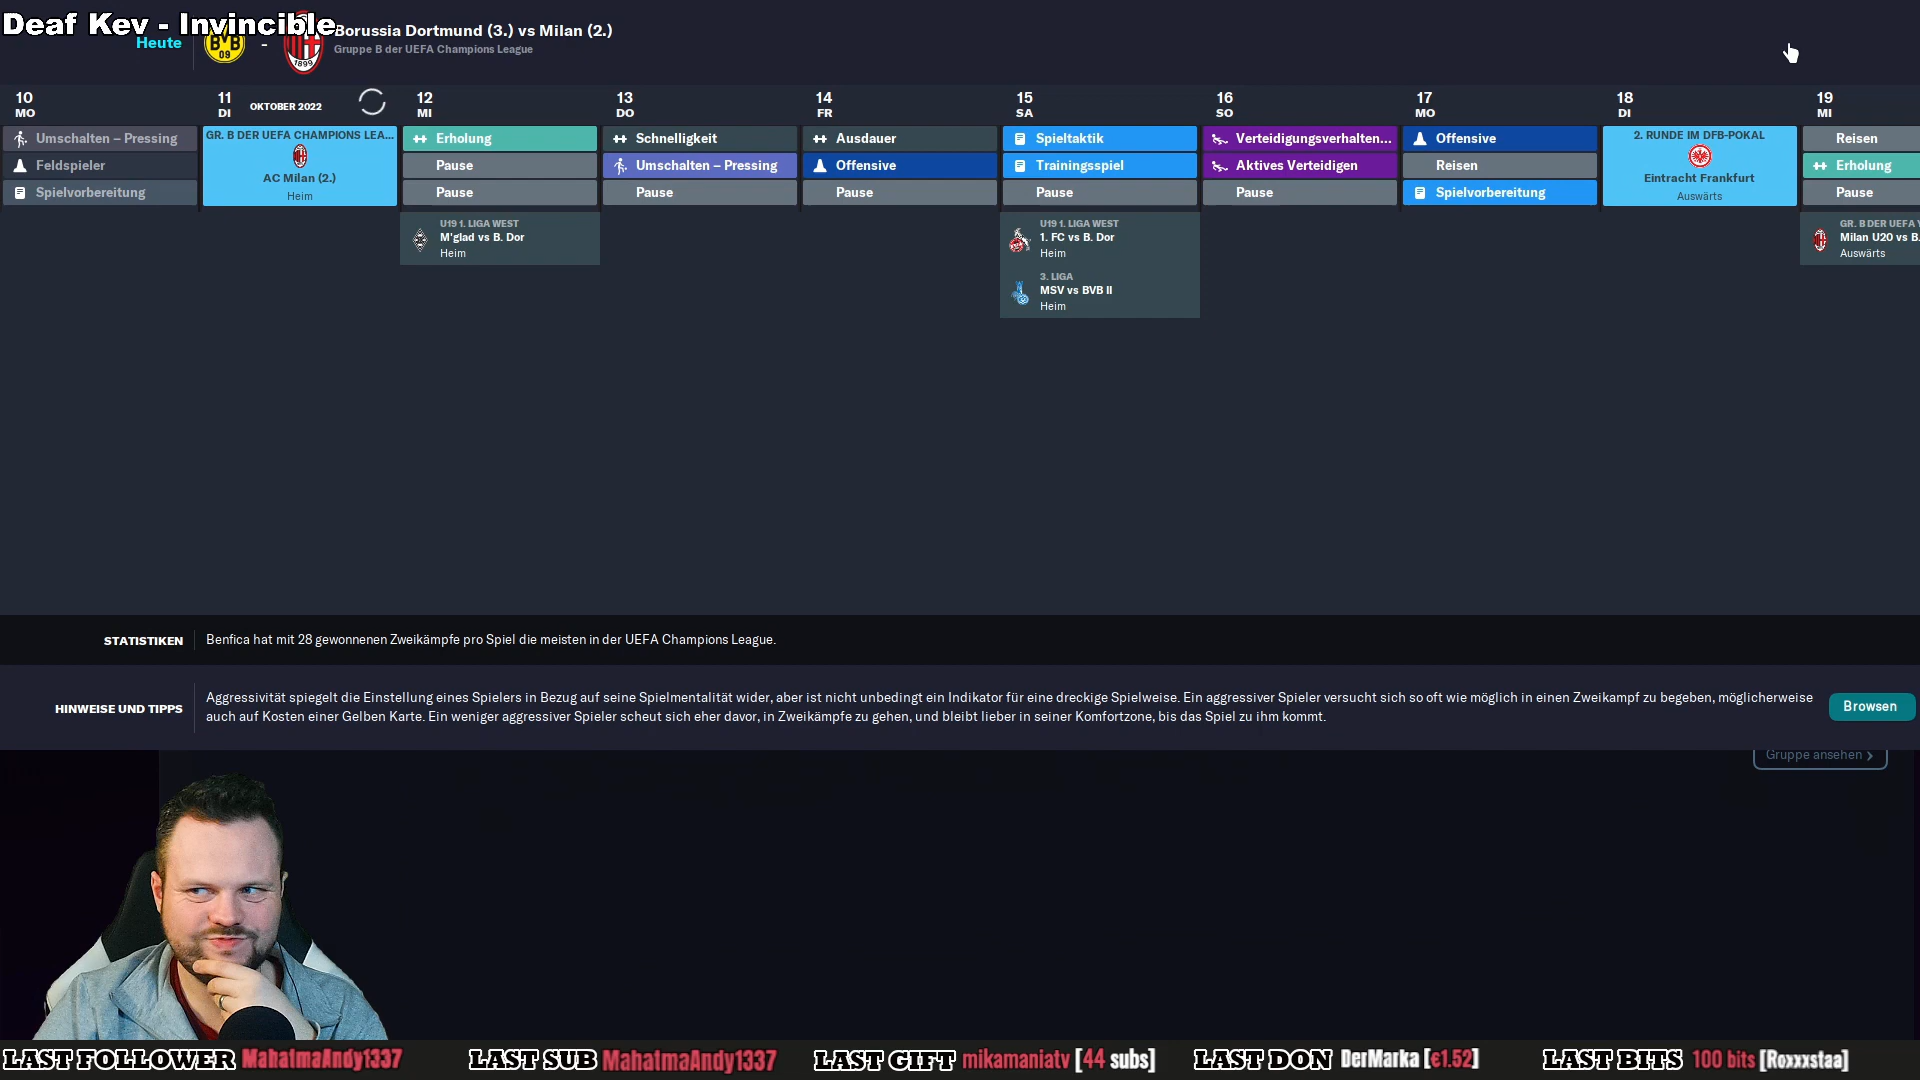 Deaf Kev - Invincible
Heute
BVB
09
-
1899
Borussia Dortmund (3.) vs Milan (2.)
Gruppe B der UEFA Champions League
10
MO
11
DI
OKTOBER 2022
12
MI
13
DO
14
FR
15
SA
16
SO
17
MO
18
DI
19
MI
Umschalten – Pressing
Feldspieler
Spielvorbereitung
GR. B DER UEFA CHAMPIONS LEA...
AC Milan (2.)
Heim
Erholung
Pause
Pause
U19 1. LIGA WEST
M'glad vs B. Dor
Heim
Schnelligkeit
Umschalten – Pressing
Pause
Ausdauer
Offensive
Pause
Spieltaktik
Trainingsspiel
Pause
U19 1. LIGA WEST
1. FC vs B. Dor
Heim
3. LIGA
MSV vs BVB II
Heim
Verteidigungsverhalten...
Aktives Verteidigen
Pause
Offensive
Reisen
Spielvorbereitung
2. RUNDE IM DFB-POKAL
Eintracht Frankfurt
Auswärts
Reisen
Erholung
Pause
GR. B DER UEFA Y
Milan U20 vs B.
Auswärts
STATISTIKEN
Benfica hat mit 28 gewonnenen Zweikämpfe pro Spiel die meisten in der UEFA Champions League.
HINWEISE UND TIPPS
Aggressivität spiegelt die Einstellung eines Spielers in Bezug auf seine Spielmentalität wider, aber ist nicht unbedingt ein Indikator für eine dreckige Spielweise. Ein aggressiver Spieler versucht sich so oft wie möglich in einen Zweikampf zu begeben, möglicherweise
auch auf Kosten einer Gelben Karte. Ein weniger aggressiver Spieler scheut sich eher davor, in Zweikämpfe zu gehen, und bleibt lieber in seiner Komfortzone, bis das Spiel zu ihm kommt.
Browsen
Gruppe ansehen
LAST FOLLOWER MahatmaAndy1337
LAST SUB MahatmaAndy1337
LAST GIFT mikamaniatv [44 subs]
LAST DON DerMarka [€1.52]
LAST BITS 100 bits [Roxxxstaa]